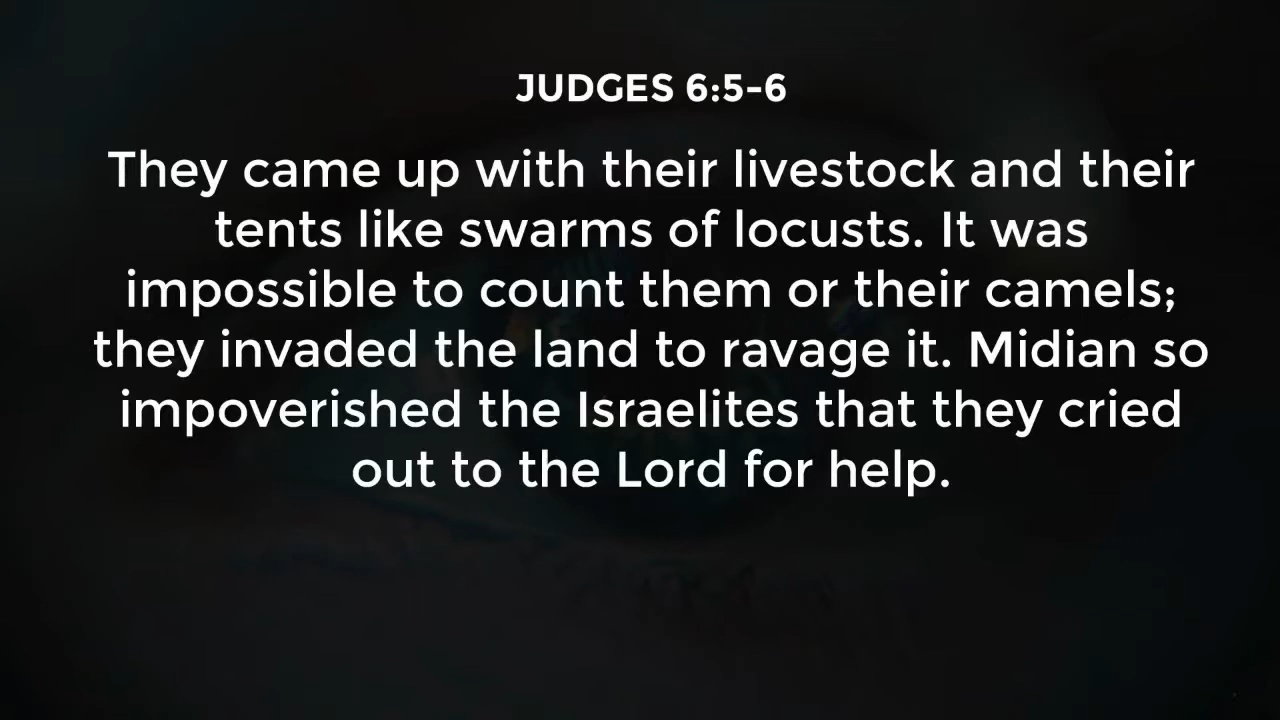 JUDGES 6:5-6
They came up with their livestock and their
tents like swarms of locusts. It was
impossible to count them or their camels;
they invaded the land to ravage it. Midian so
impoverished the Israelites that they cried
out to the Lord for help.